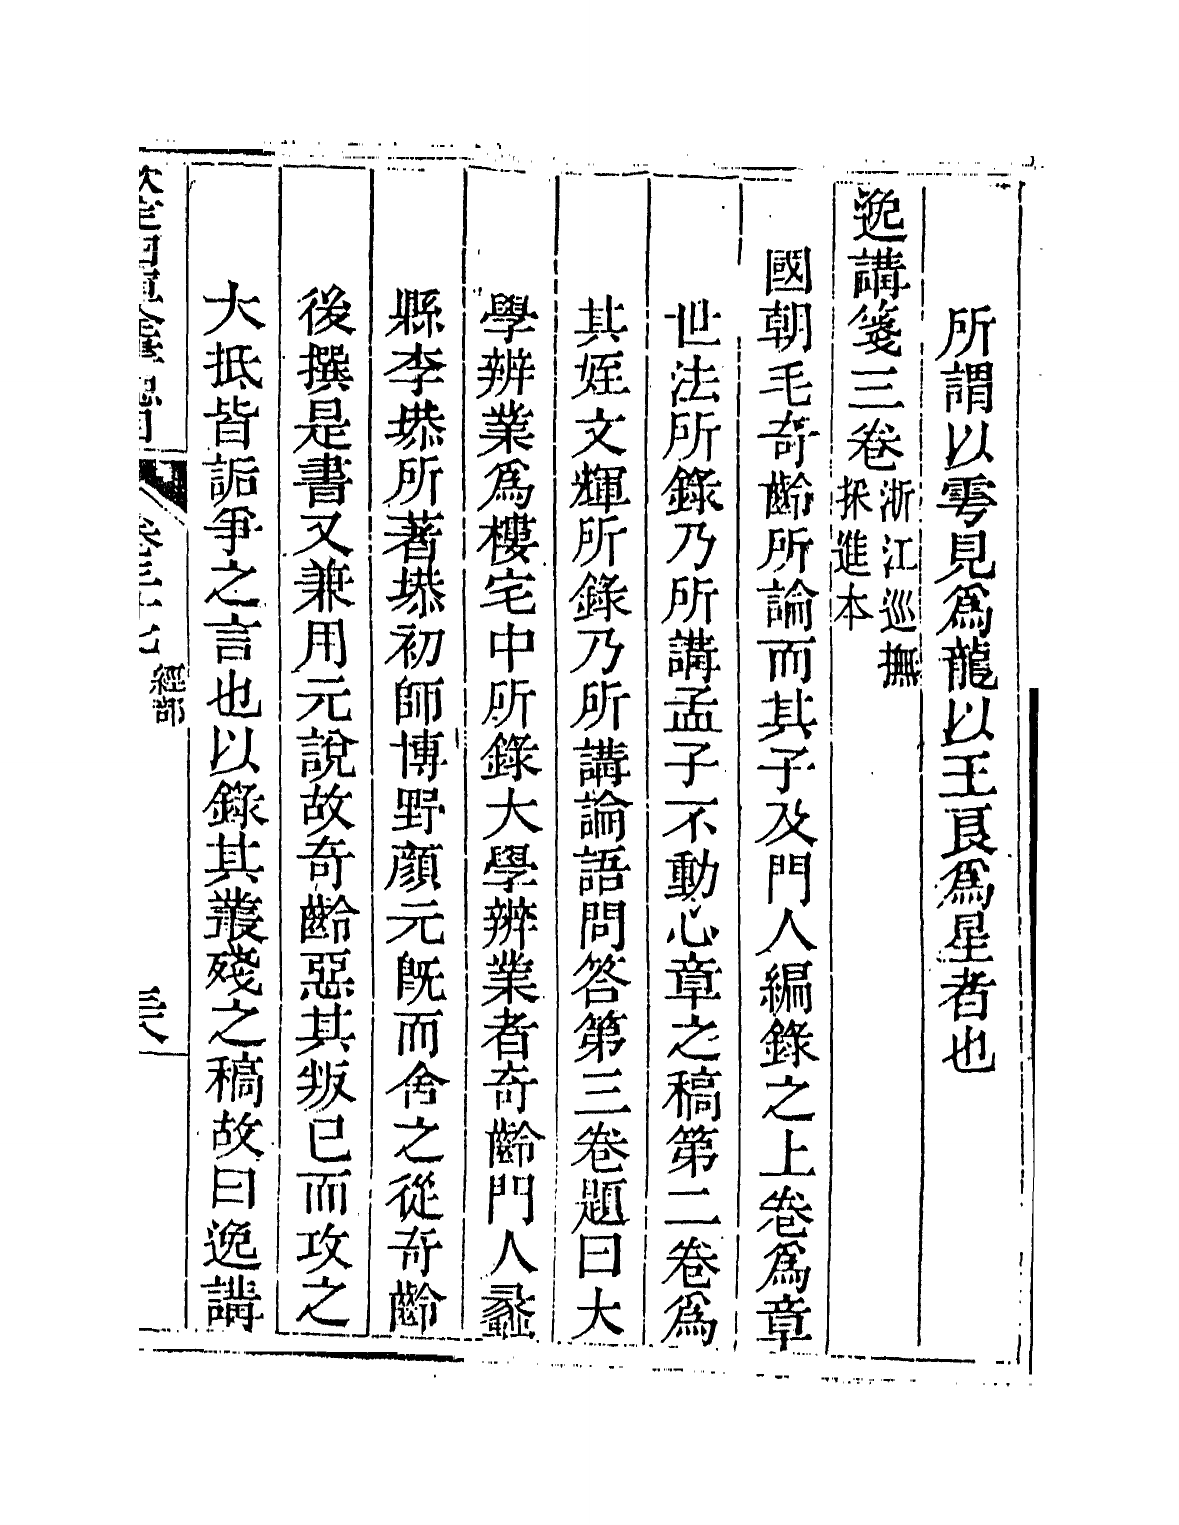 所謂以雩見爲龍以王良爲星者也
逸講箋三卷浙江巡撫
採進本
國朝毛奇齡所論而其子及門人編錄之上卷爲章
世法所錄乃所講孟子不動心章之稿第二卷爲
其姪文輝所錄乃所講論語問答第三卷題曰大
學辨業爲樓宅中所錄大學辨業者奇齡門人蠡
縣李塨所著塨初師博野顏元旣而舍之從奇齡
後撰是書又兼用元說故奇齡惡其叛己而攻之
大抵皆詬爭之言也以錄其叢殘之稿故曰逸講
欽定四庫全書總目 卷三十七 經部